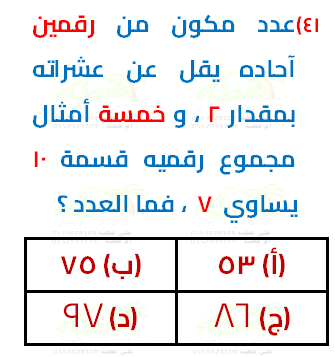 ٤١) عدد مكون من رقمين
آحاده يقل عن عشراته
بمقدار ٢ ، و خمسة أمثال
مجموع رقميه قسمة ١٠
يساوي ٧ ، فما العدد ؟
(أ) ٥٣ (ب) ٧٥
(ج) ٨٦ (د) ٩٧